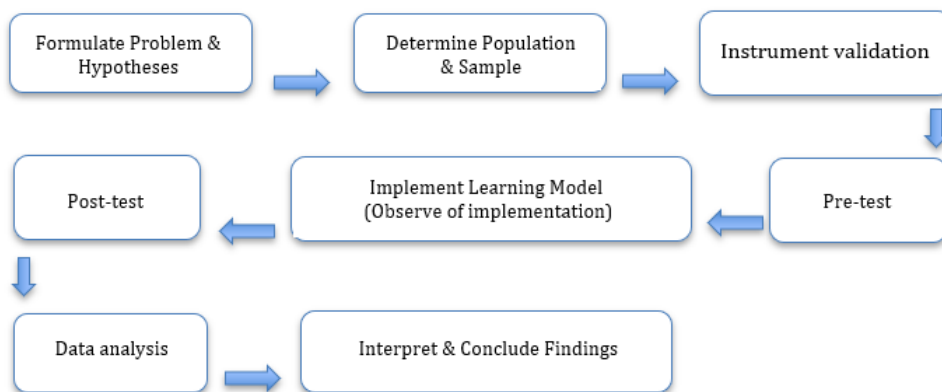 Formulate Problem &
Hypotheses
Determine Population
& Sample
Instrument validation
Pre-test
Implement Learning Model
(Observe of implementation)
Post-test
Data analysis
Interpret & Conclude Findings